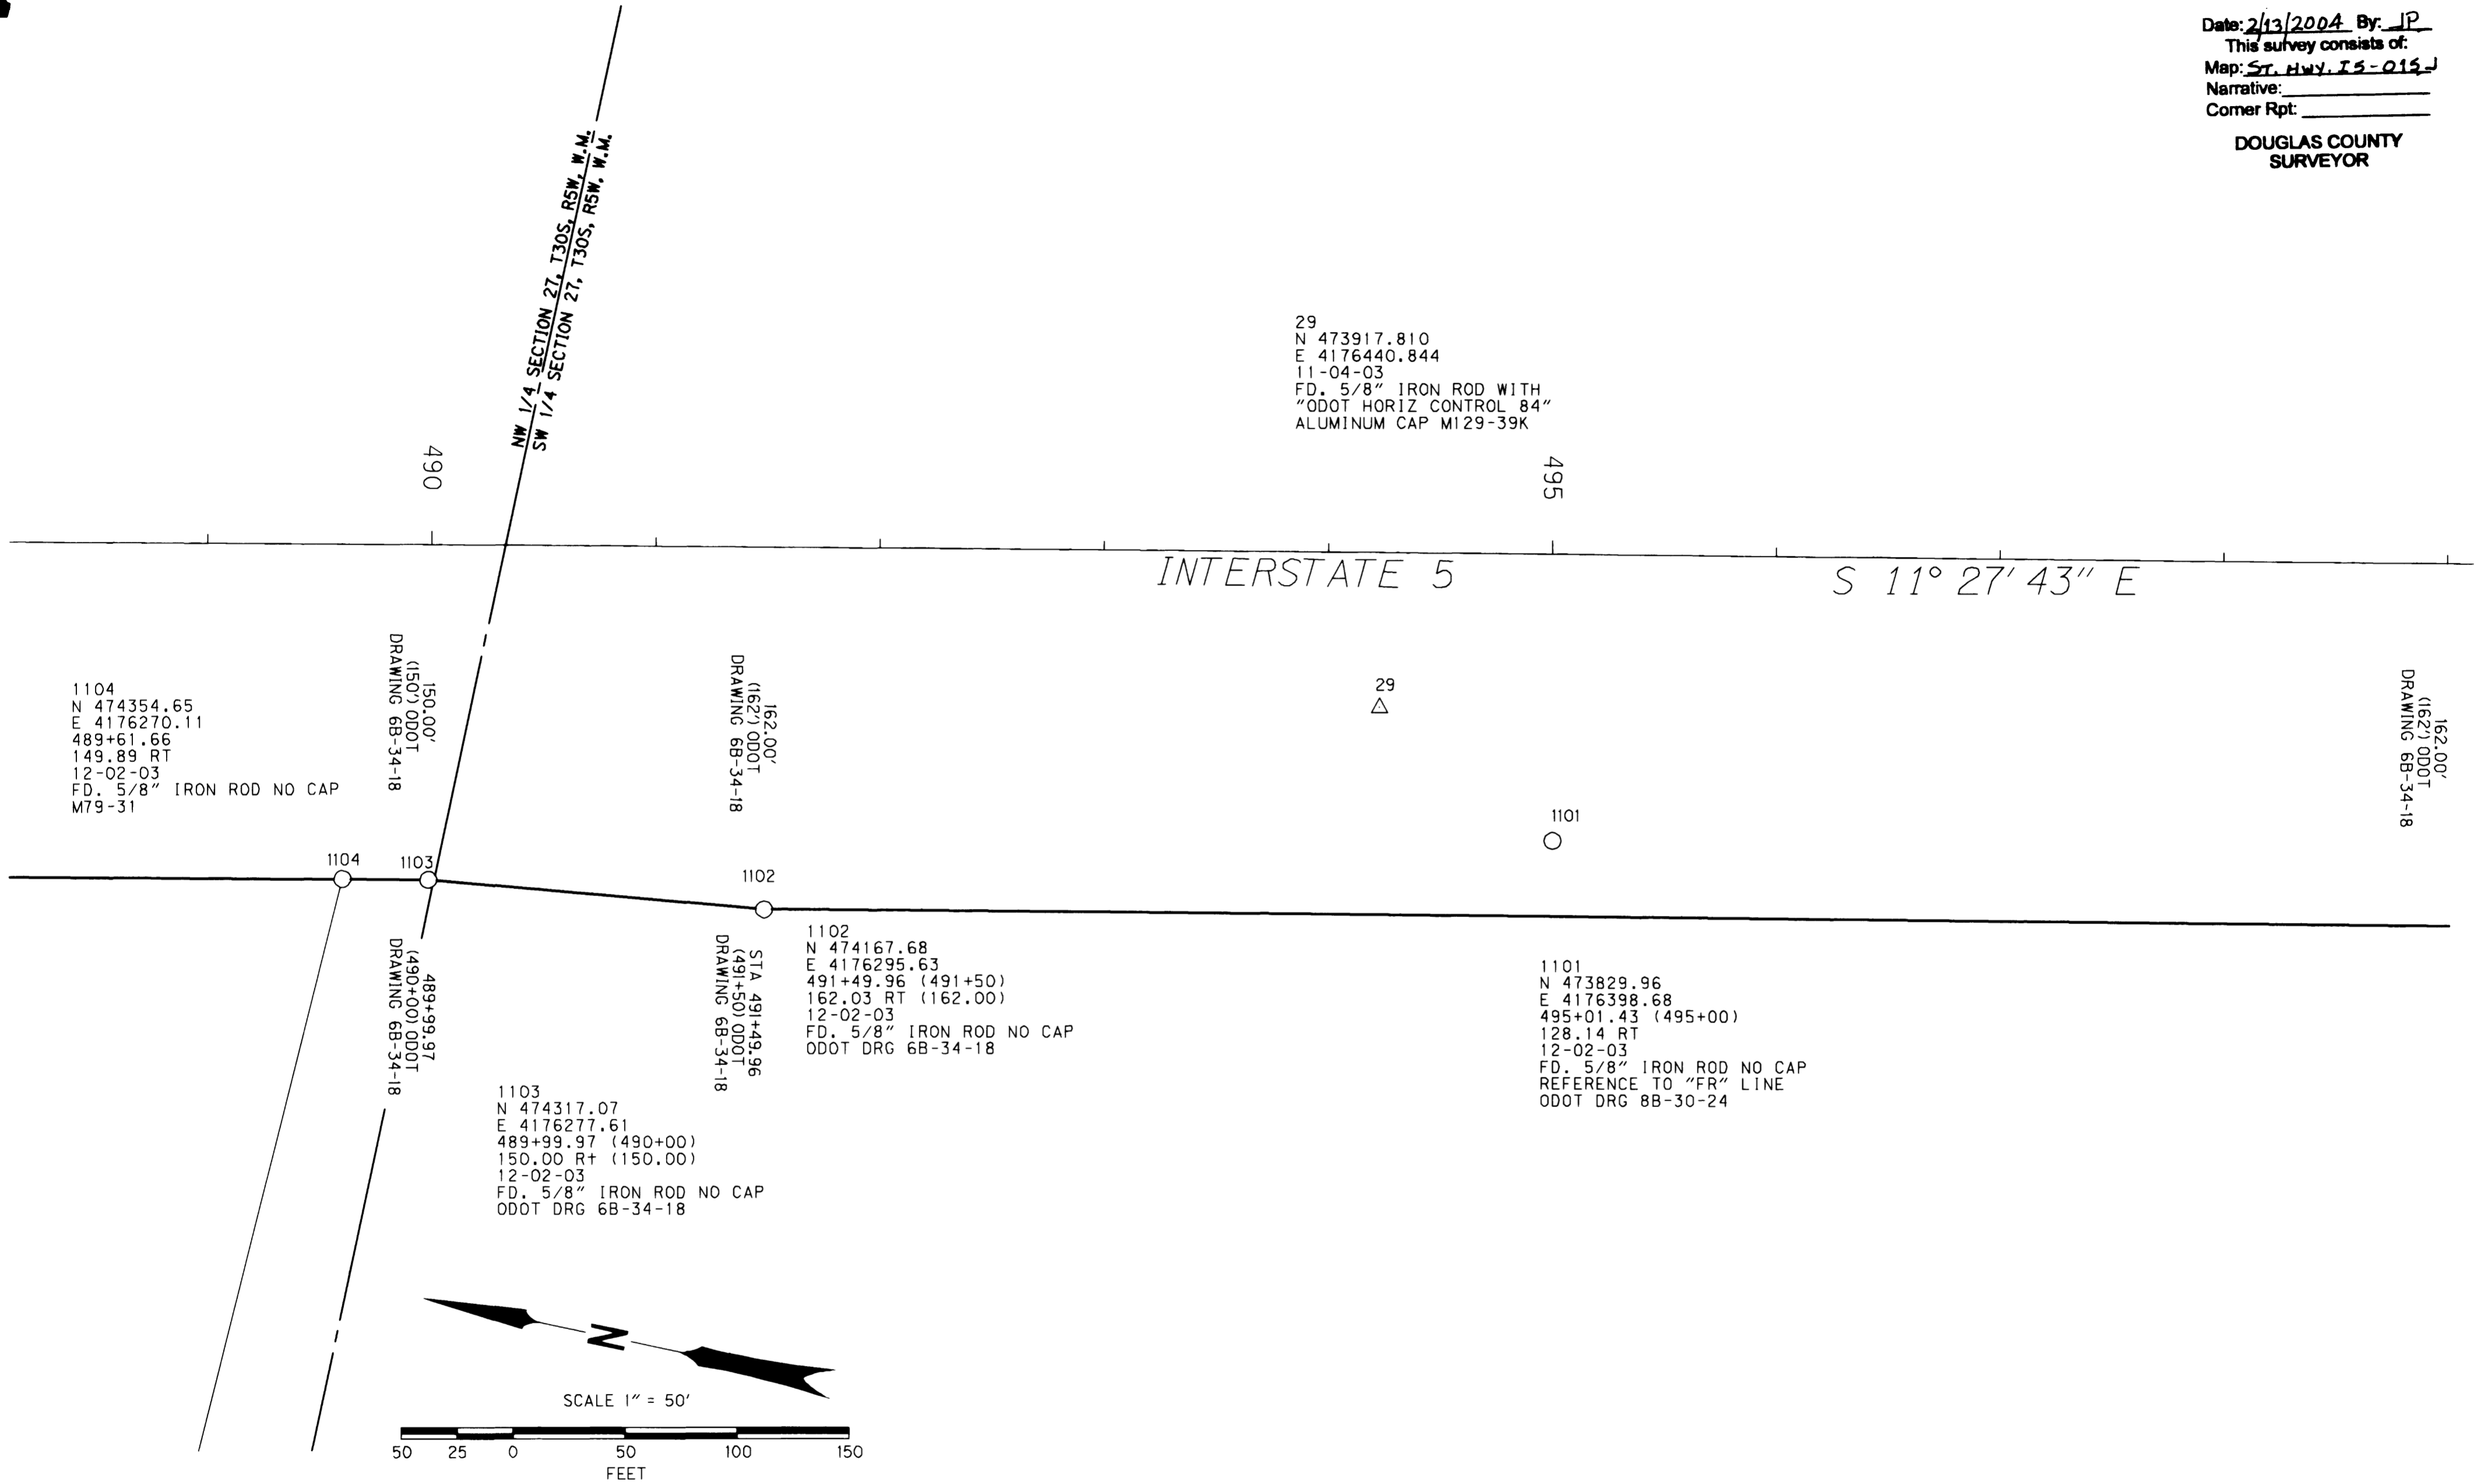 Date: 2/13/2004 By: JP
This survey consists of:
Map: ST. HWY. I5-015J
Narrative:
Corner Rpt:
DOUGLAS COUNTY
SURVEYOR
NW 1/4 SECTION 27, T30S, R5W, W.M.
SW 1/4 SECTION 27, T30S, R5W, W.M.
29
N 473917.810
E 4176440.844
11-04-03
FD. 5/8" IRON ROD WITH
"ODOT HORIZ CONTROL 84"
ALUMINUM CAP M129-39K
490
495
INTERSTATE 5
S 11° 27' 43" E
1104
N 474354.65
E 4176270.11
489+61.66
149.89 RT
12-02-03
FD. 5/8" IRON ROD NO CAP
M79-31
150.00'
(150') ODOT
DRAWING 6B-34-18
162.00'
(162') ODOT
DRAWING 6B-34-18
29
1101
162.00'
(162') ODOT
DRAWING 6B-34-18
1104
1103
1102
489+99.97
(490+00) ODOT
DRAWING 6B-34-18
STA 491+49.96
(491+50) ODOT
DRAWING 6B-34-18
1102
N 474167.68
E 4176295.63
491+49.96 (491+50)
162.03 RT (162.00)
12-02-03
FD. 5/8" IRON ROD NO CAP
ODOT DRG 6B-34-18
1101
N 473829.96
E 4176398.68
495+01.43 (495+00)
128.14 RT
12-02-03
FD. 5/8" IRON ROD NO CAP
REFERENCE TO "FR" LINE
ODOT DRG 8B-30-24
1103
N 474317.07
E 4176277.61
489+99.97 (490+00)
150.00 Rt (150.00)
12-02-03
FD. 5/8" IRON ROD NO CAP
ODOT DRG 6B-34-18
N
SCALE 1" = 50'
50 25 0 50 100 150
FEET